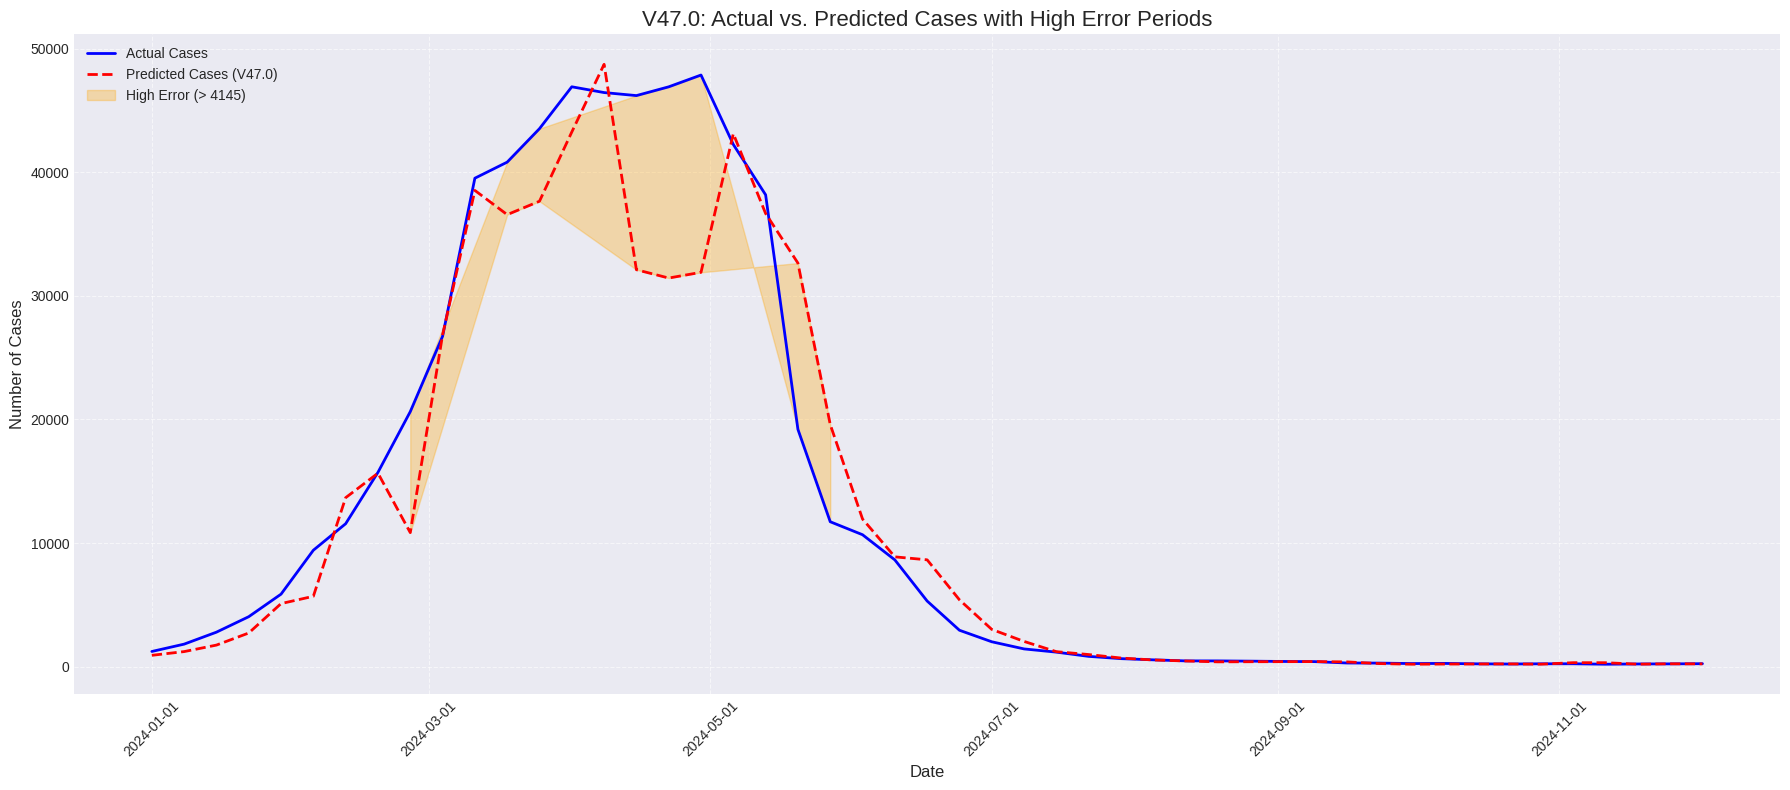 V47.0: Actual vs. Predicted Cases with High Error Periods
Actual Cases
Predicted Cases (V47.0)
High Error (> 4145)
Number of Cases
50000
40000
30000
20000
10000
0
2024-01-01
2024-03-01
2024-05-01
2024-07-01
2024-09-01
2024-11-01
Date